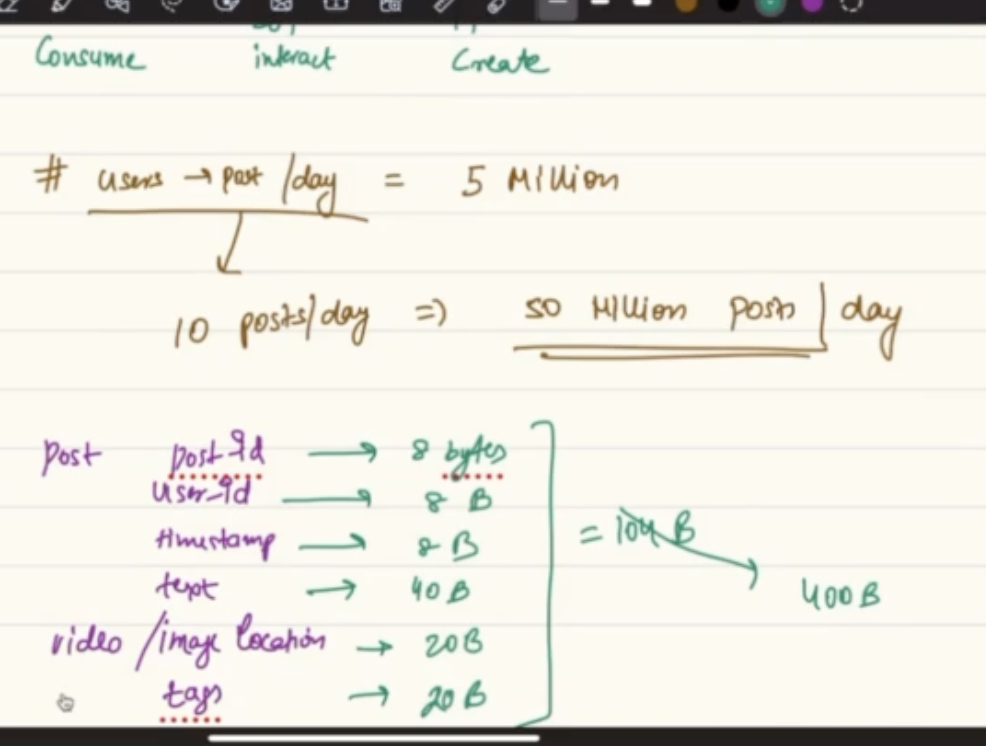 Consume interact Create
# users → post /day = 5 Million
10 posts/day => 50 Million posts / day
post post-id → 8 bytes
user-id → 8 B
timestamp → 8 B
= 104 B
text → 40 B
400 B
video / image location → 20 B
tags → 20 B